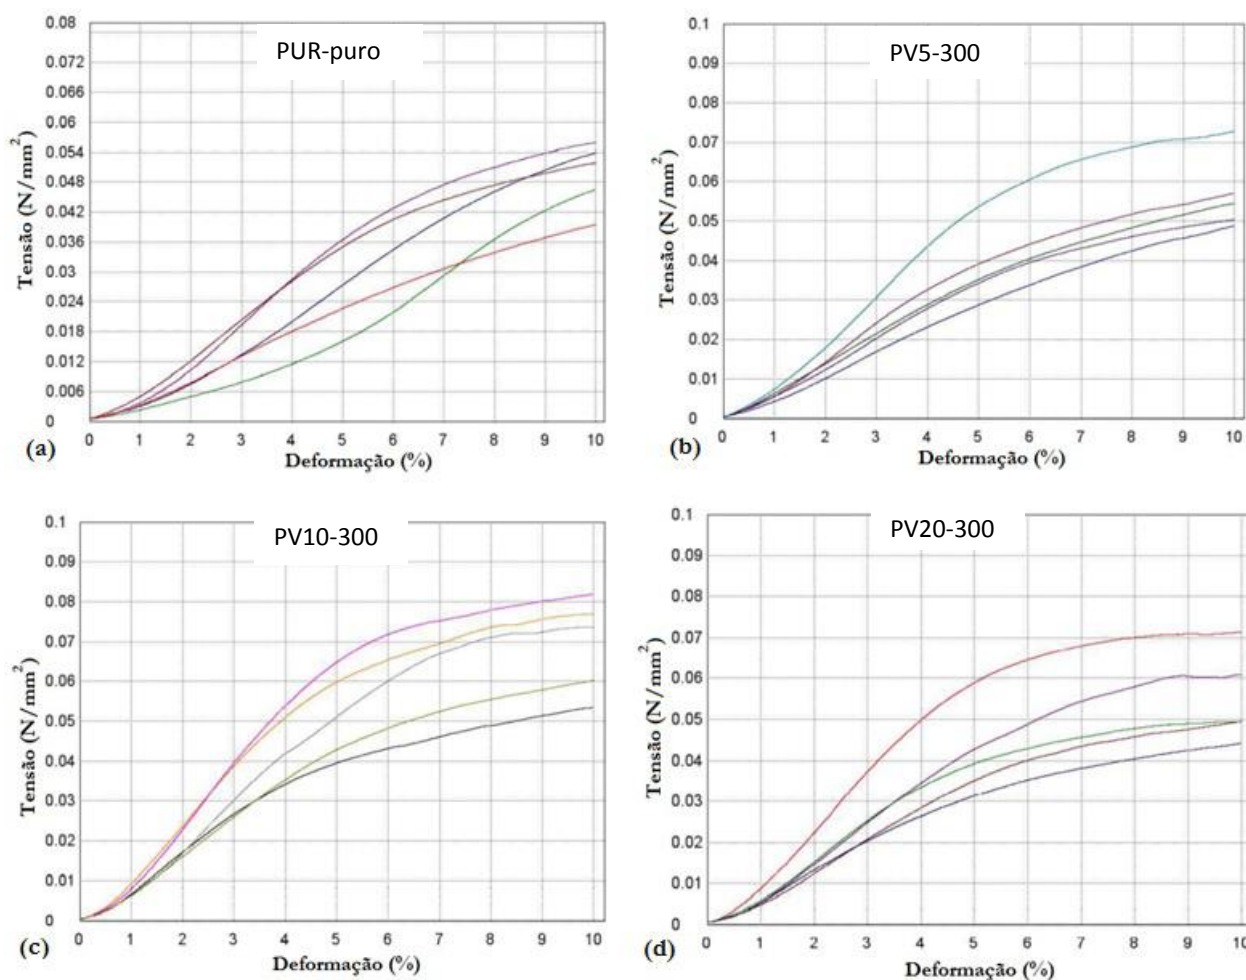 PUR-puro
0.08
0.072
0.066
0.06
0.054
0.048
0.042
0.036
0.03
0.024
0.018
0.012
0.006
0
Tensão (N/mm²)
0 1 2 3 4 5 6 7 8 9 10
Deformação (%)
(a)
PV5-300
0.1
0.09
0.08
0.07
0.06
0.05
0.04
0.03
0.02
0.01
0
Tensão (N/mm²)
0 1 2 3 4 5 6 7 8 9 10
Deformação (%)
(b)
PV10-300
0.1
0.09
0.08
0.07
0.06
0.05
0.04
0.03
0.02
0.01
0
Tensão (N/mm²)
0 1 2 3 4 5 6 7 8 9 10
Deformação (%)
(c)
PV20-300
0.1
0.09
0.08
0.07
0.06
0.05
0.04
0.03
0.02
0.01
0
Tensão (N/mm²)
0 1 2 3 4 5 6 7 8 9 10
Deformação (%)
(d)